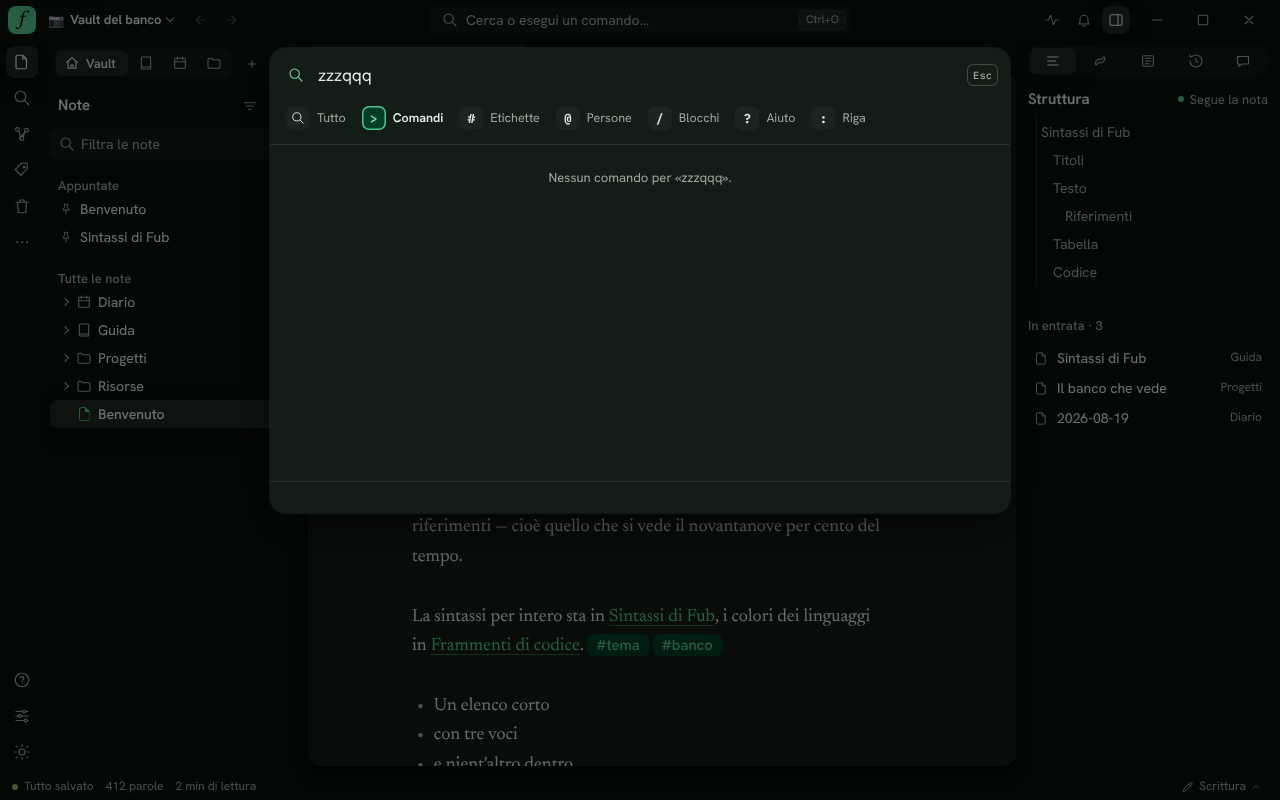 f
Vault del banco
Cerca o esegui un comando...
Ctrl+O
Vault
Note
Filtra le note
Appuntate
Benvenuto
Sintassi di Fub
Tutte le note
Diario
Guida
Progetti
Risorse
Benvenuto
zzzqqq
Esc
Tutto
> Comandi
# Etichette
@ Persone
/ Blocchi
? Aiuto
: Riga
Nessun comando per «zzzqqq».
riferimenti — cioè quello che si vede il novantanove per cento del
tempo.
La sintassi per intero sta in Sintassi di Fub, i colori dei linguaggi
in Frammenti di codice. #tema #banco
• Un elenco corto
• con tre voci
• e nient'altro dentro
Struttura
Segue la nota
Sintassi di Fub
Titoli
Testo
Riferimenti
Tabella
Codice
In entrata · 3
Sintassi di Fub Guida
Il banco che vede Progetti
2026-08-19 Diario
Tutto salvato 412 parole 2 min di lettura
Scrittura